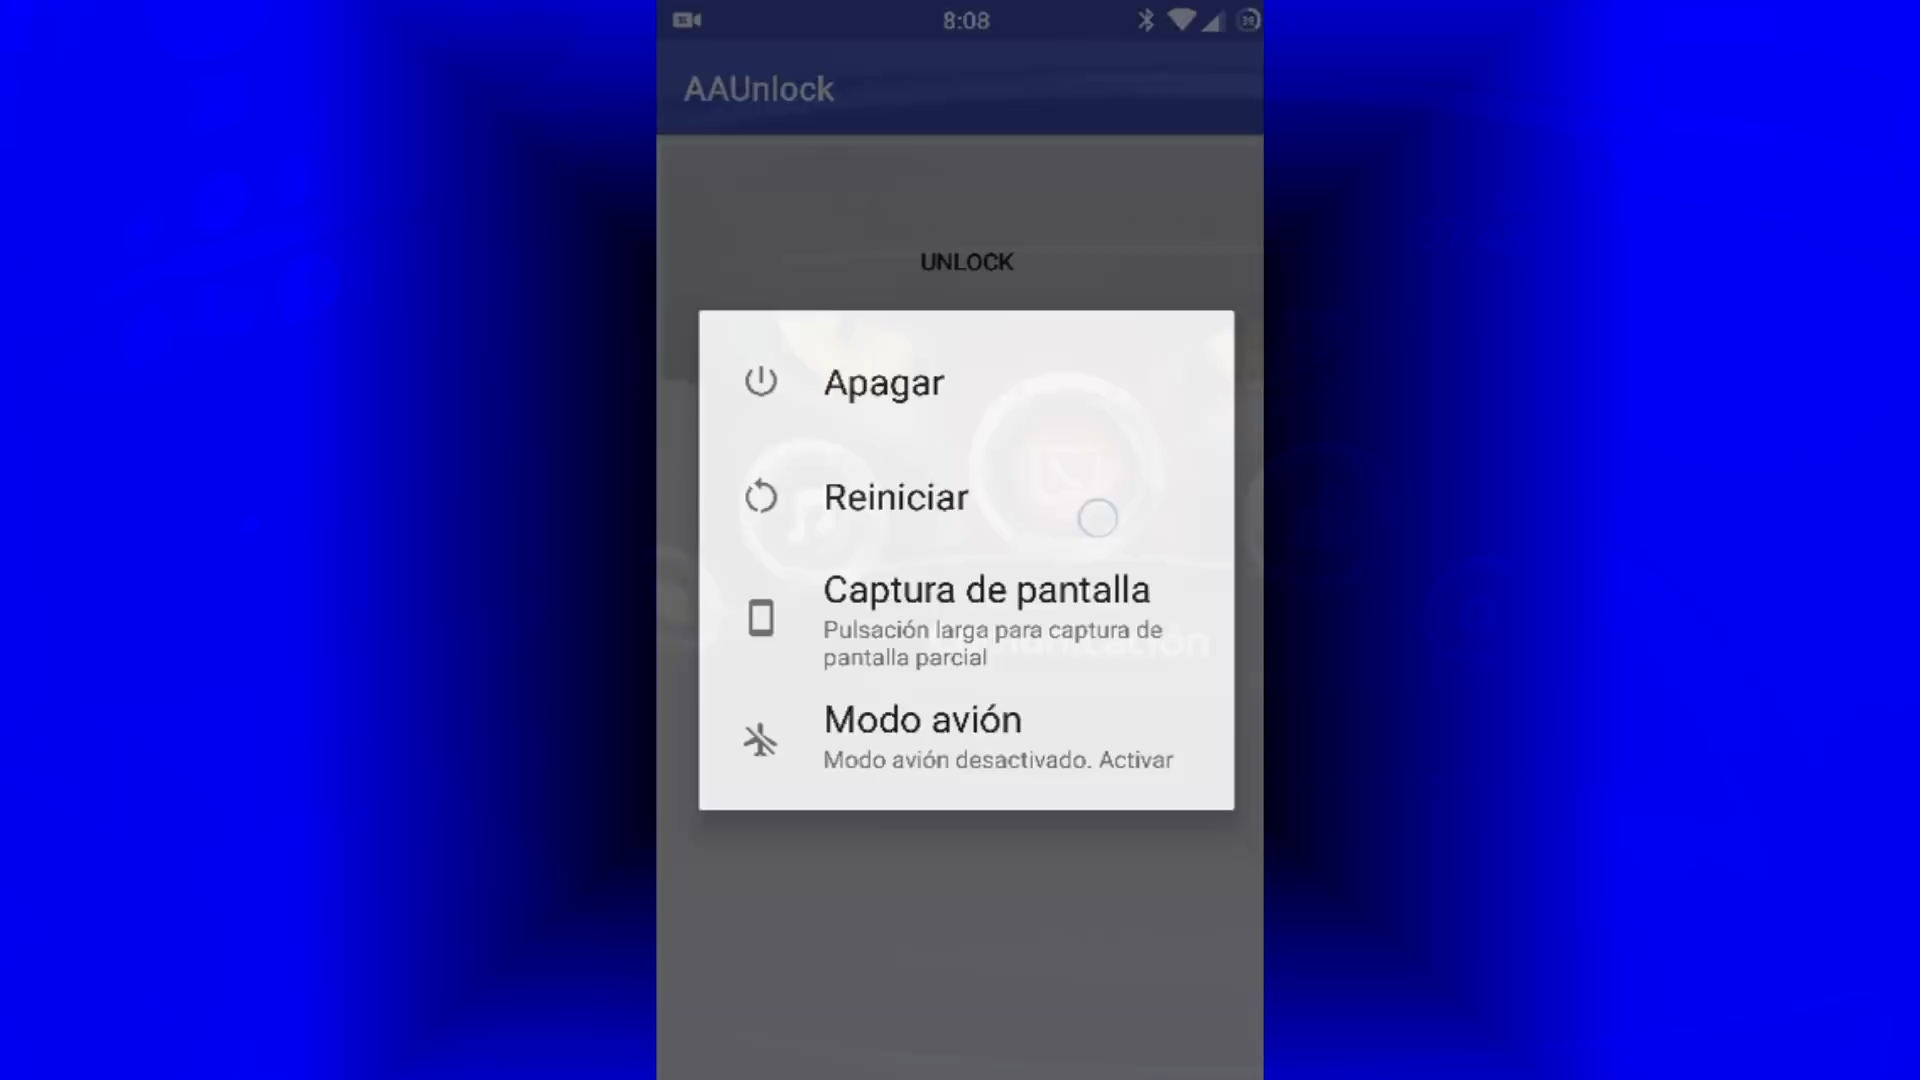 8:08
AAUnlock
UNLOCK
Apagar
Reiniciar
Captura de pantalla
Pulsación larga para captura de
pantalla parcial
Modo avión
Modo avión desactivado. Activar